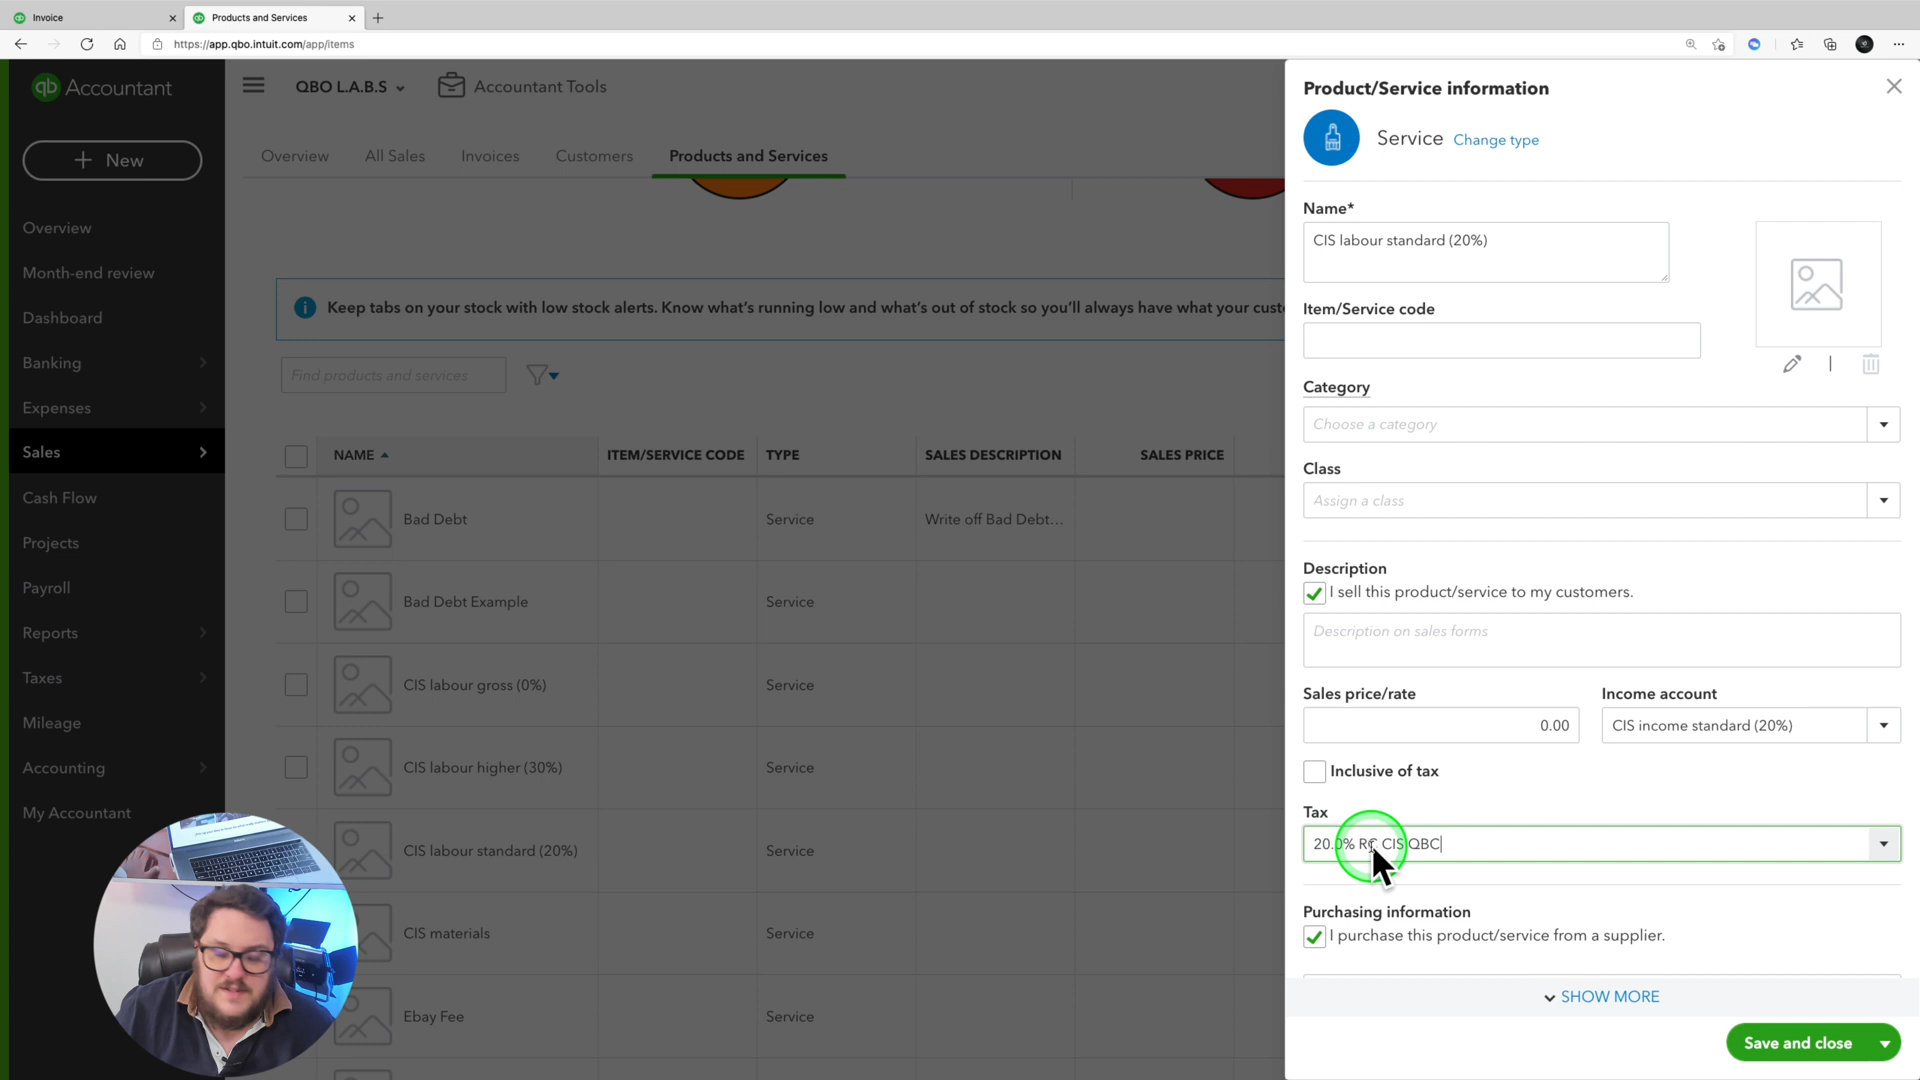 Invoice
Products and Services
https://app.qbo.intuit.com/app/items
qb Accountant
QBO L.A.B.S
Accountant Tools
+ New
Overview
All Sales
Invoices
Customers
Products and Services
Overview
Month-end review
Dashboard
Banking
Expenses
Sales
Cash Flow
Projects
Payroll
Reports
Taxes
Mileage
Accounting
My Accountant
Keep tabs on your stock with low stock alerts. Know what's running low and what's out of stock so you'll always have what your custo
Find products and services
NAME
ITEM/SERVICE CODE
TYPE
SALES DESCRIPTION
SALES PRICE
Bad Debt
Service
Write off Bad Debt...
Bad Debt Example
Service
CIS labour gross (0%)
Service
CIS labour higher (30%)
Service
CIS labour standard (20%)
Service
CIS materials
Service
Ebay Fee
Service
Product/Service information
Service Change type
Name*
CIS labour standard (20%)
Item/Service code
Category
Choose a category
Class
Assign a class
Description
I sell this product/service to my customers.
Description on sales forms
Sales price/rate
Income account
0.00
CIS income standard (20%)
Inclusive of tax
Tax
20.0% RC CIS QBC
Purchasing information
I purchase this product/service from a supplier.
SHOW MORE
Save and close